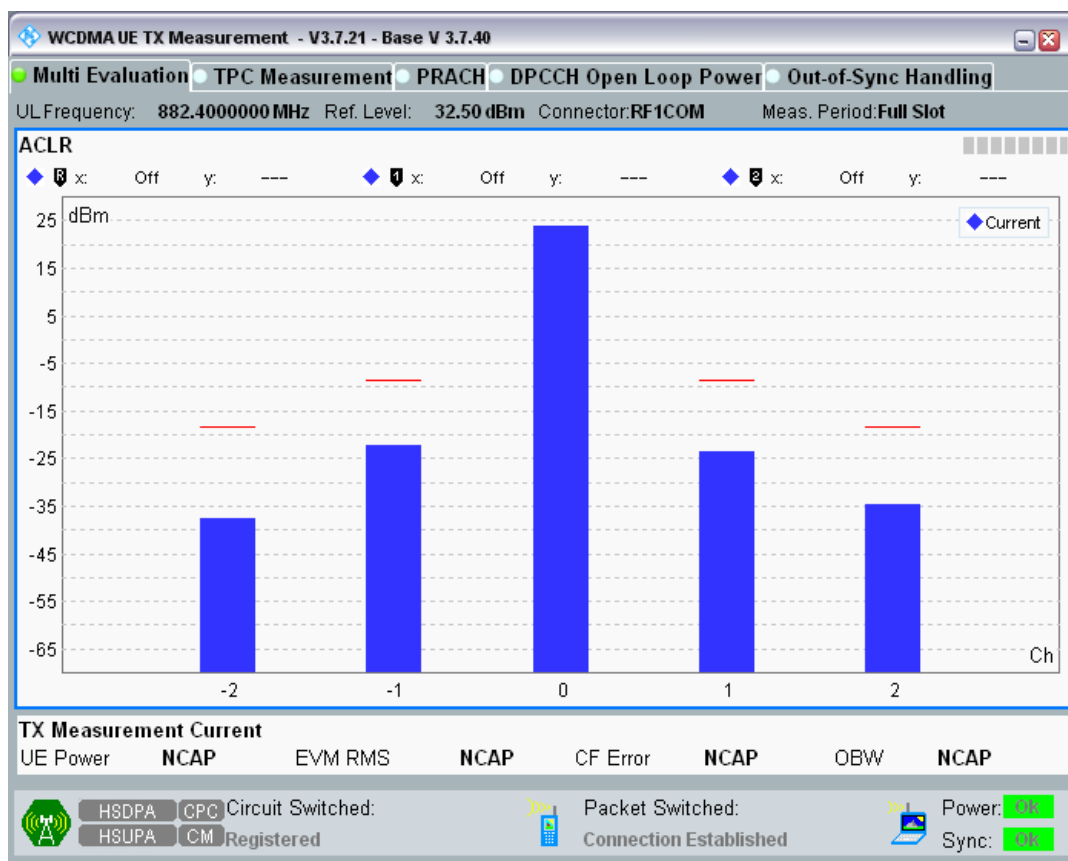 WCDMA UE TX Measurement - V3.7.21 - Base V 3.7.40
Multi Evaluation TPC Measurement PRACH DPCCH Open Loop Power Out-of-Sync Handling
UL Frequency: 882.4000000 MHz Ref. Level: 32.50 dBm Connector:RF1COM Meas. Period:Full Slot
ACLR
R x: Off y: --- 1 x: Off y: --- 2 x: Off y: ---
dBm
Current
25
15
5
-5
-15
-25
-35
-45
-55
-65
Ch
-2 -1 0 1 2
TX Measurement Current
UE Power NCAP EVM RMS NCAP CF Error NCAP OBW NCAP
HSDPA CPC Circuit Switched: Packet Switched: Power: Ok
HSUPA CM Registered Connection Established Sync: Ok